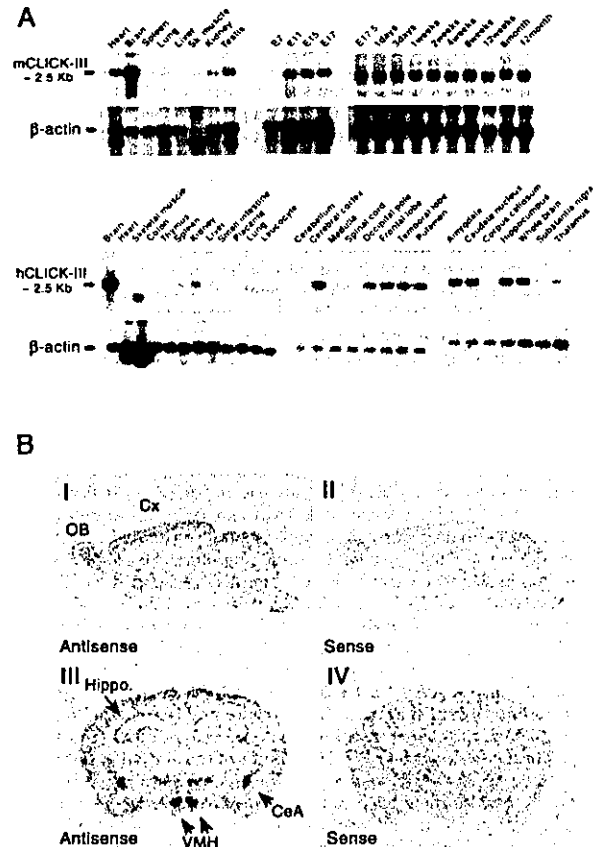 A
Heart Brain Spleen Lung Liver Sk. muscle Kidney Testis E7 E11 E15 E17 E17.5 1days 3days 1weeks 2weeks 4weeks 8weeks 12weeks 8month 12month
mCLICK-III
~ 2.5 Kb
β-actin
Brain Heart Skeletal muscle Colon Thymus Spleen Kidney Liver Small intestine Placenta Lung Leucocyte Cerebellum Cerebral cortex Medulla Spinal cord Occipital pole Frontal lobe Temporal lobe Putamen Amygdala Caudate nucleus Corpus callosum Hippocampus Whole brain Substantia nigra Thalamus
hCLICK-III
~ 2.5 Kb
β-actin
B
I II
Cx
OB
Antisense Sense
III IV
Hippo.
CeA
Antisense VMH Sense